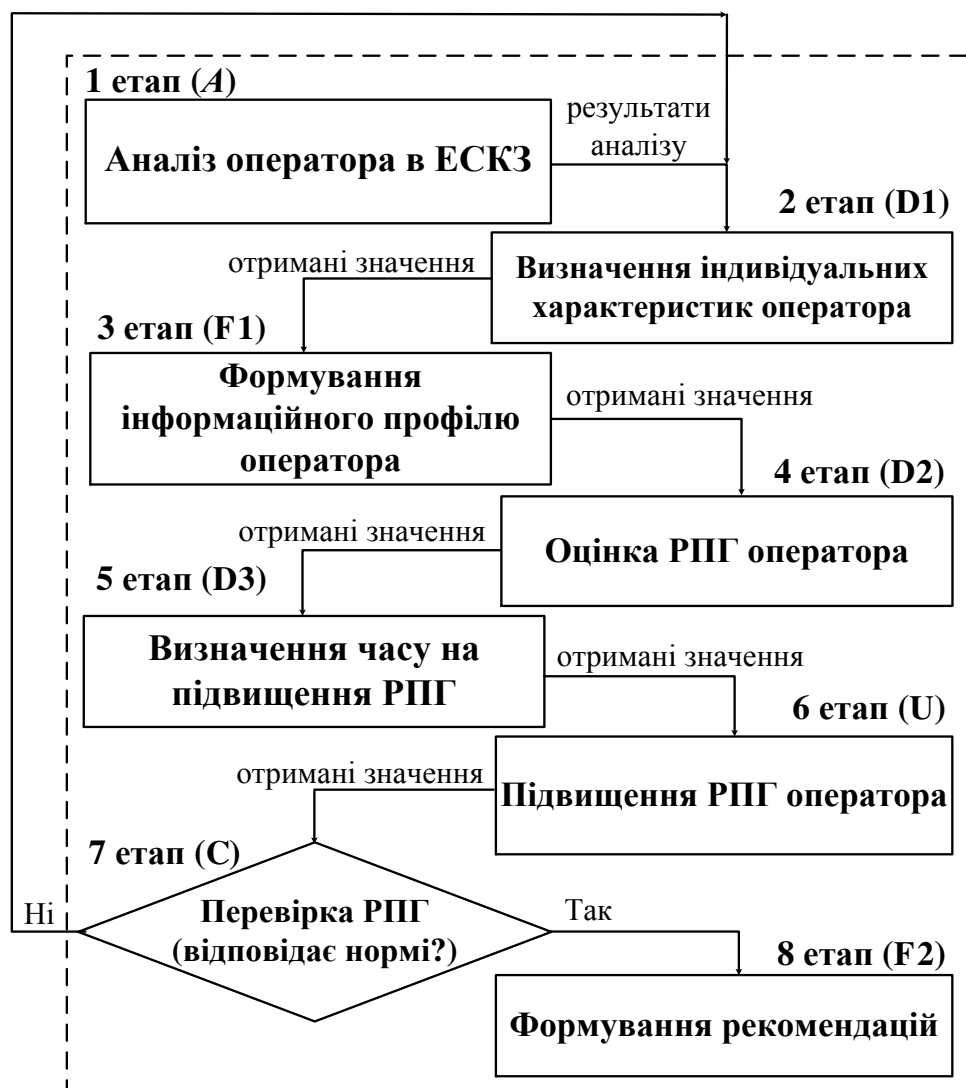 1 етап (A)
Аналіз оператора в ЕСКЗ
результати
аналізу
2 етап (D1)
Визначення індивідуальних
характеристик оператора
отримані значення
3 етап (F1)
Формування
інформаційного профілю
оператора
отримані значення
4 етап (D2)
Оцінка РПГ оператора
отримані значення
5 етап (D3)
Визначення часу на
підвищення РПГ
отримані значення
6 етап (U)
Підвищення РПГ оператора
отримані значення
7 етап (C)
Перевірка РПГ
(відповідає нормі?)
Ні
Так
8 етап (F2)
Формування рекомендацій